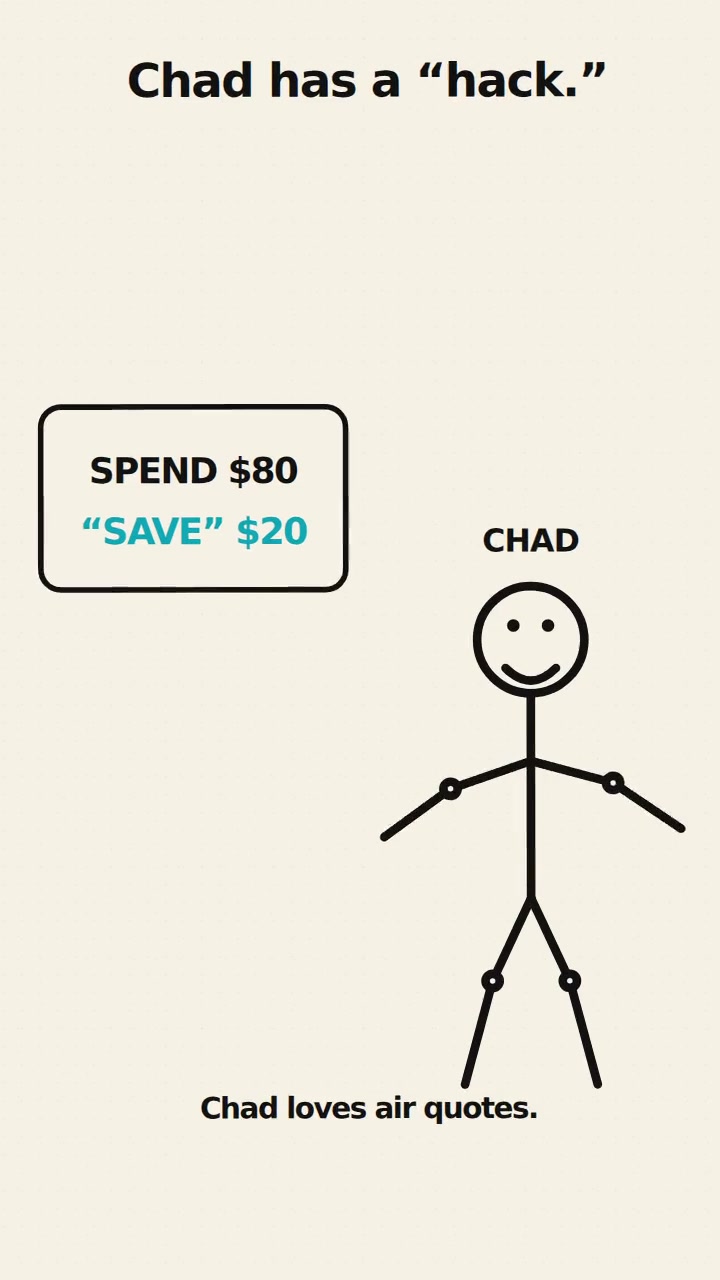 Chad has a “hack.”
SPEND $80
“SAVE” $20
CHAD
Chad loves air quotes.